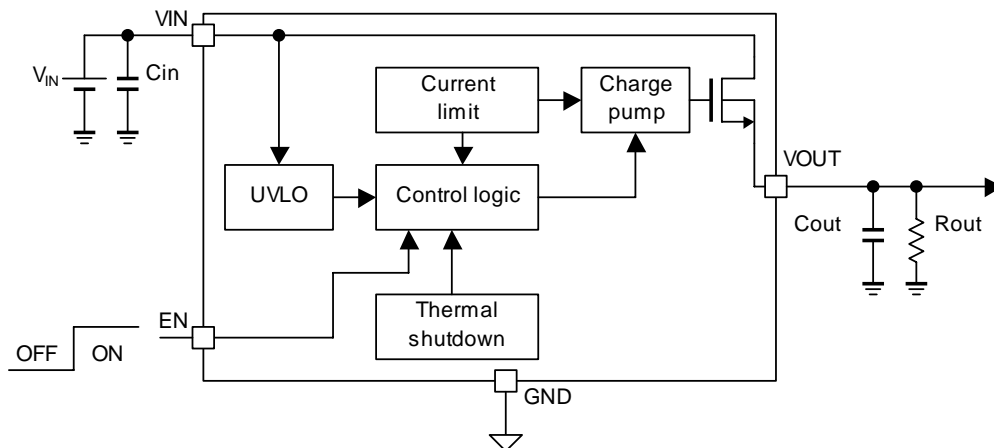 VIN
VIN
Cin
Current
limit
Charge
pump
VOUT
UVLO
Control logic
Cout
Rout
Thermal
shutdown
EN
OFF
ON
GND